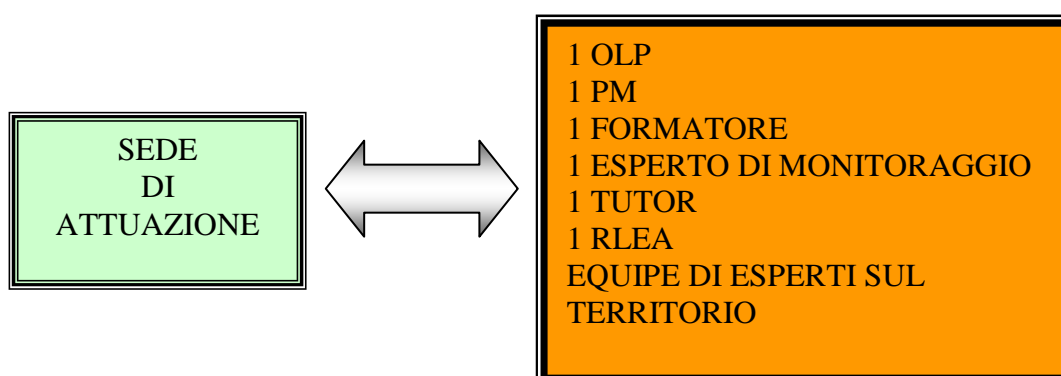 SEDE
DI
ATTUAZIONE
1 OLP
1 PM
1 FORMATORE
1 ESPERTO DI MONITORAGGIO
1 TUTOR
1 RLEA
EQUIPE DI ESPERTI SUL
TERRITORIO